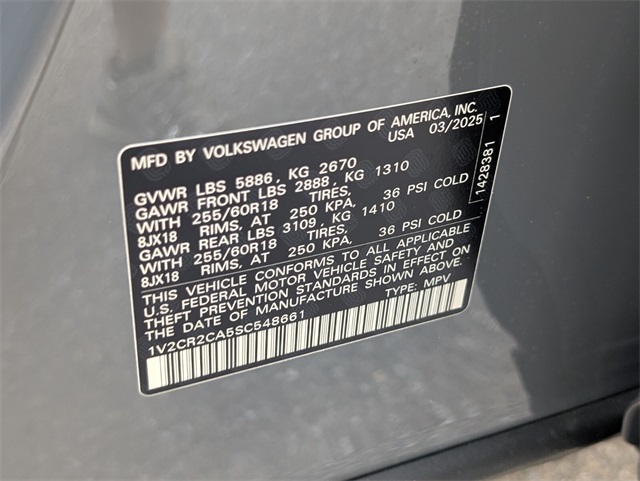 MFD BY VOLKSWAGEN GROUP OF AMERICA, INC.
USA 03/2025
GVWR LBS 5886, KG 2670
GAWR FRONT LBS 2888, KG 1310
WITH 255/60R18 TIRES, 36 PSI COLD
8JX18 RIMS, AT 250 KPA,
GAWR REAR LBS 3109, KG 1410
WITH 255/60R18 TIRES, 36 PSI COLD
8JX18 RIMS, AT 250 KPA,
THIS VEHICLE CONFORMS TO ALL APPLICABLE
U.S. FEDERAL MOTOR VEHICLE SAFETY AND
THEFT PREVENTION STANDARDS IN EFFECT ON
THE DATE OF MANUFACTURE SHOWN ABOVE.
1V2CR2CA5SC548661 TYPE: MPV
1428381 1